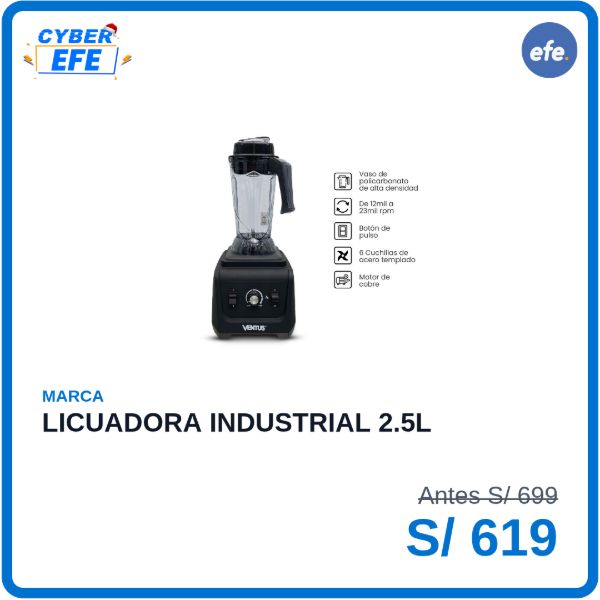 CYBER
EFE
efe.
Vaso de
policarbonato
de alta densidad
De 12mil a
23mil rpm
Botón de
pulso
6 Cuchillas de
acero templado
Motor de
cobre
VENTUS
MARCA
LICUADORA INDUSTRIAL 2.5L
Antes S/ 699
S/ 619